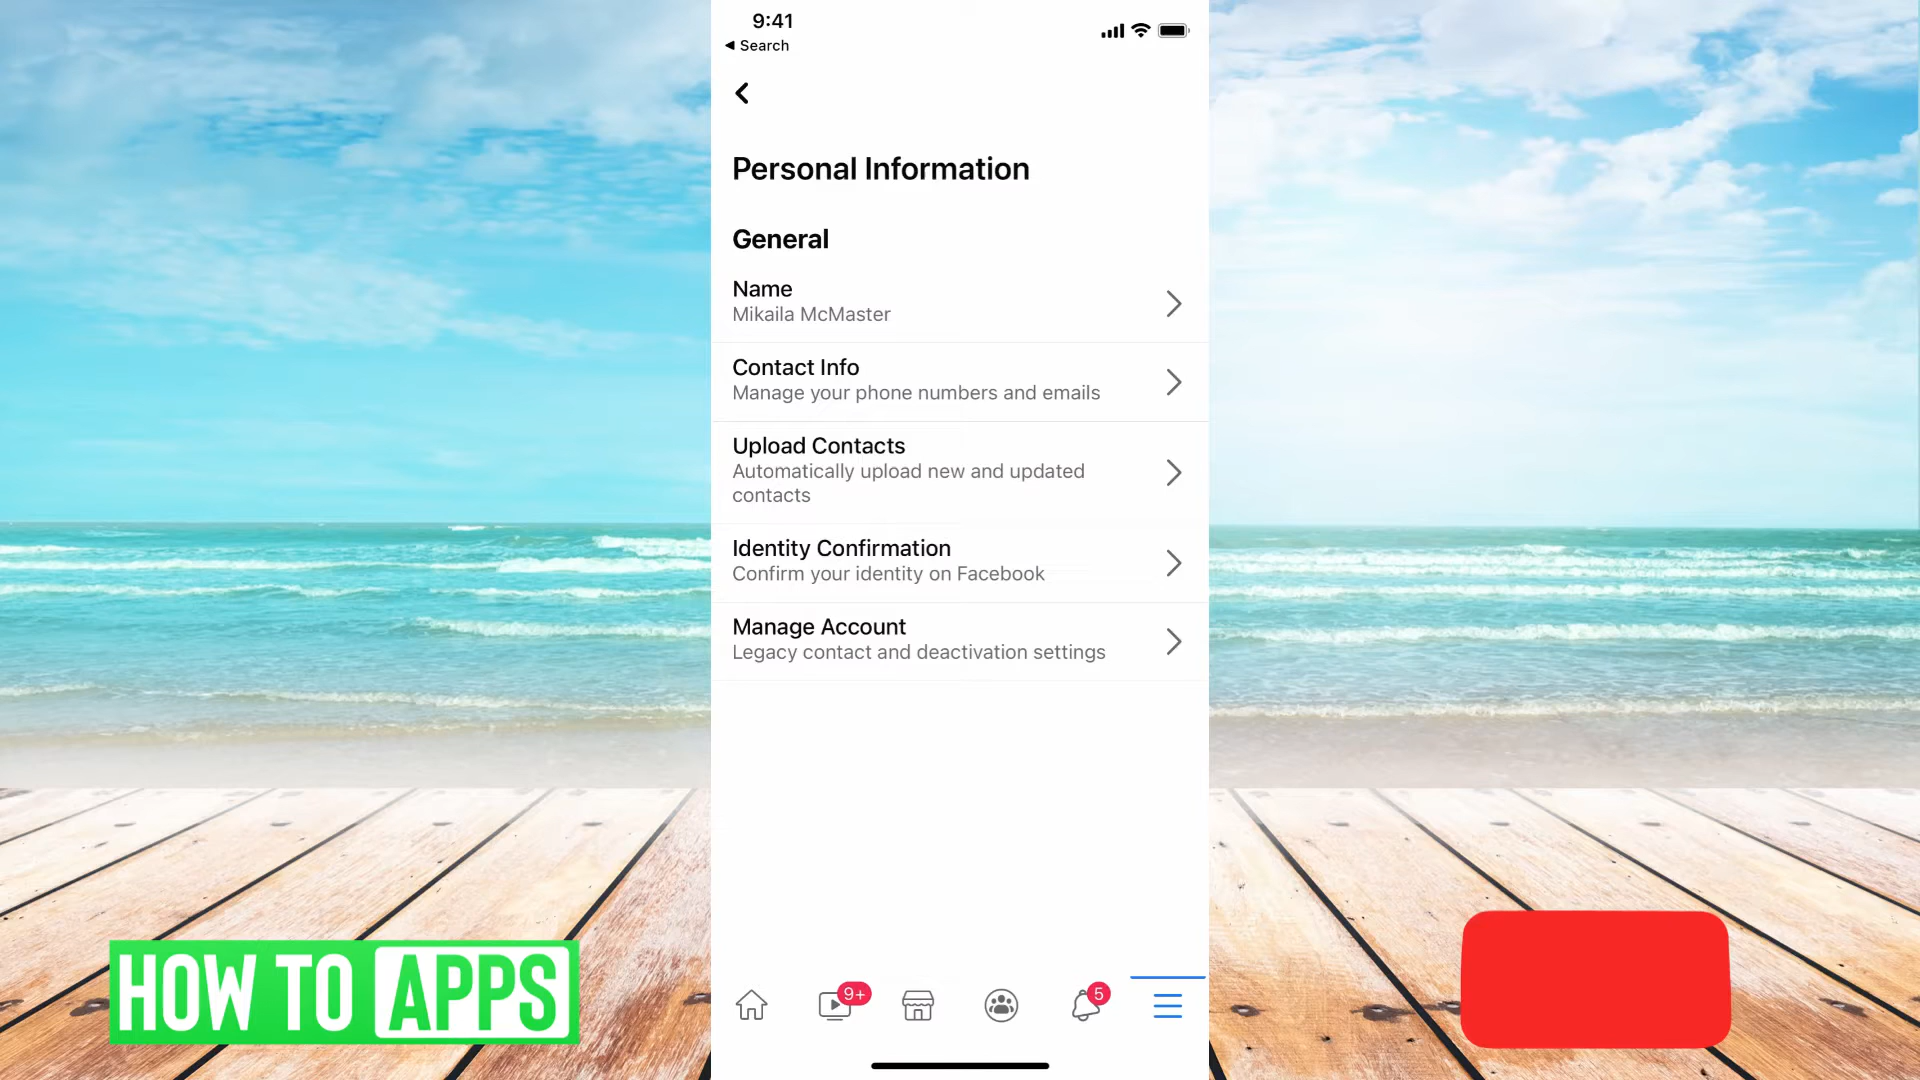 9:41
◀ Search
Personal Information
General
Name
Mikaila McMaster
Contact Info
Manage your phone numbers and emails
Upload Contacts
Automatically upload new and updated
contacts
Identity Confirmation
Confirm your identity on Facebook
Manage Account
Legacy contact and deactivation settings
9+
5
HOW TO APPS